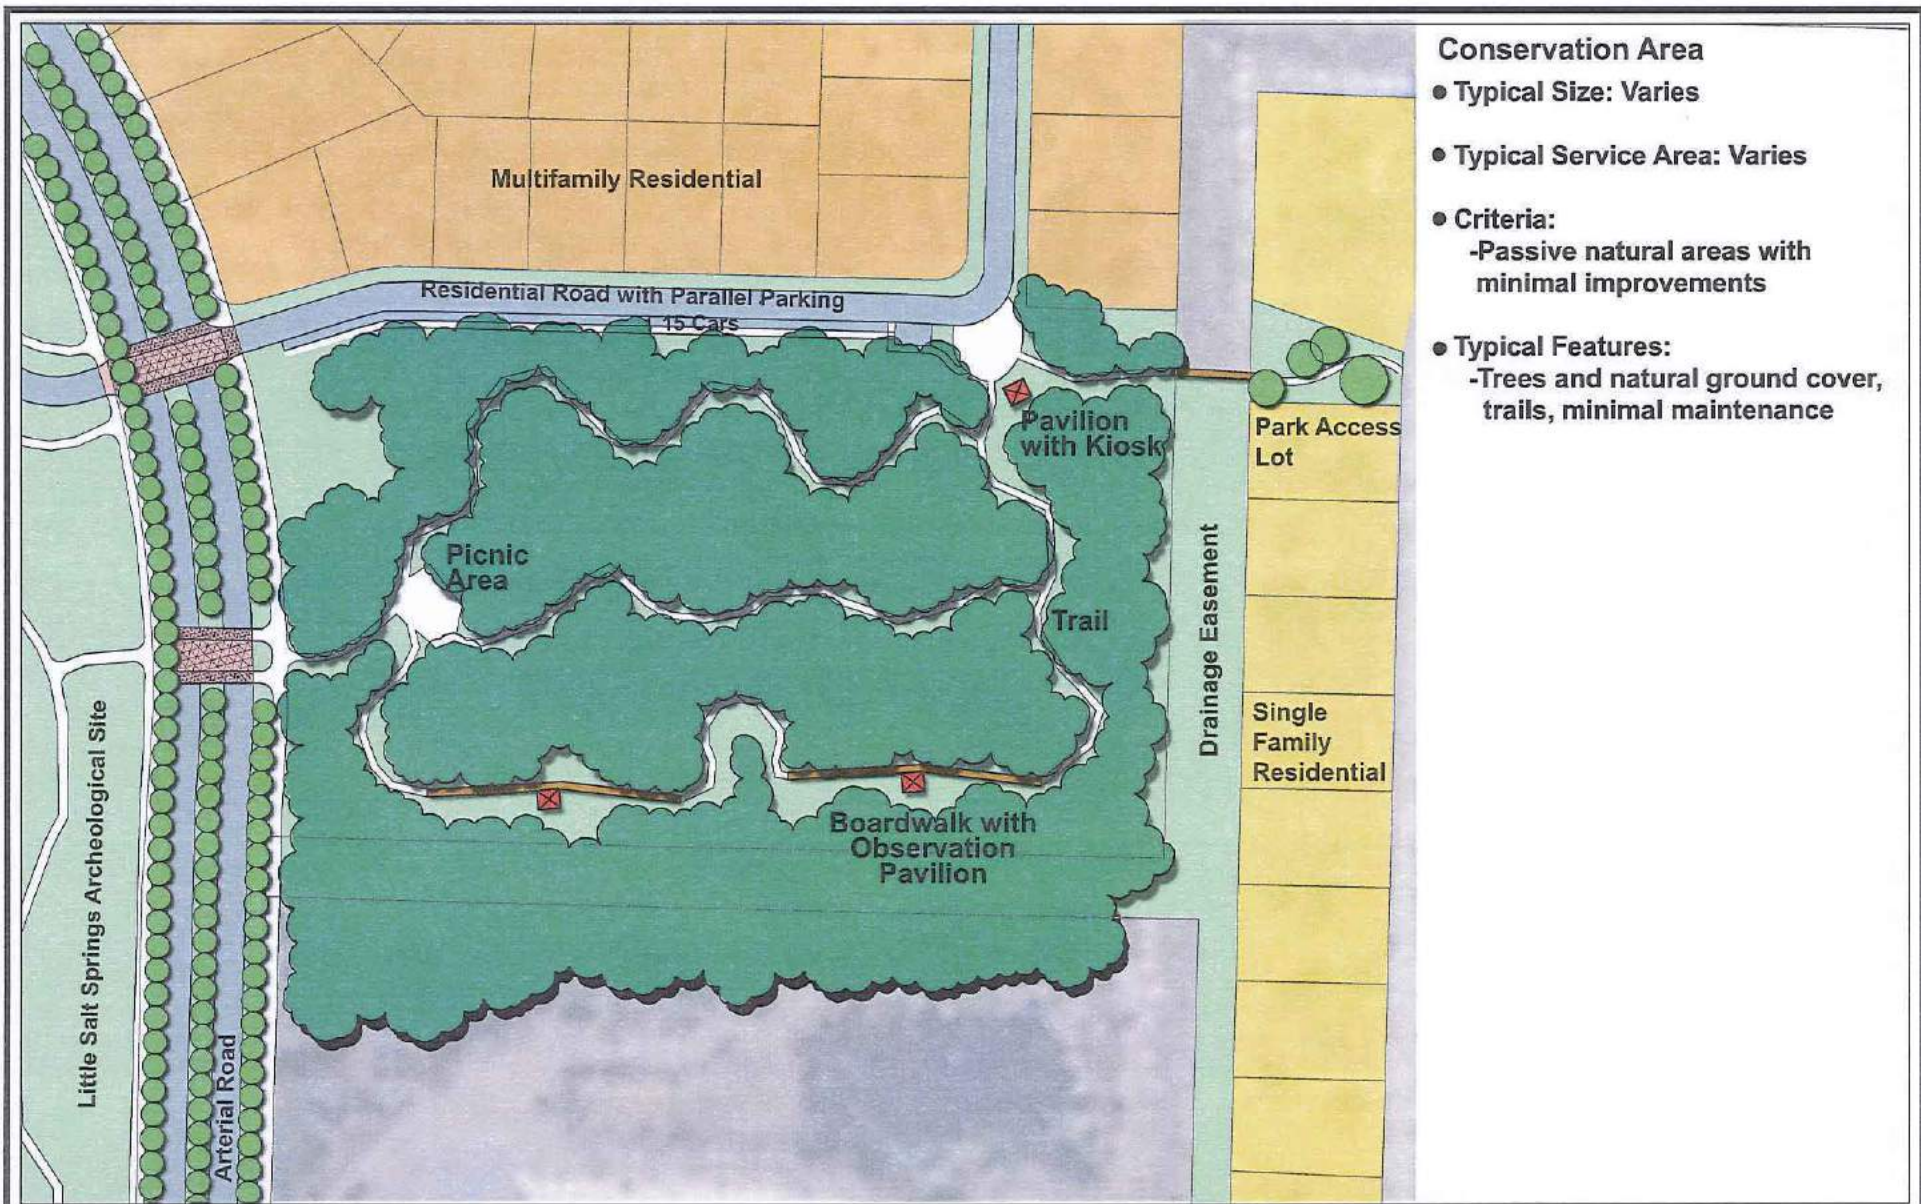 Conservation Area
● Typical Size: Varies
● Typical Service Area: Varies
● Criteria:
-Passive natural areas with
minimal improvements
● Typical Features:
-Trees and natural ground cover,
trails, minimal maintenance
Multifamily Residential
Residential Road with Parallel Parking
15 Cars
Pavilion
with Kiosk
Park Access
Lot
Picnic
Area
Trail
Drainage Easement
Single
Family
Residential
Boardwalk with
Observation
Pavilion
Little Salt Springs Archeological Site
Arterial Road